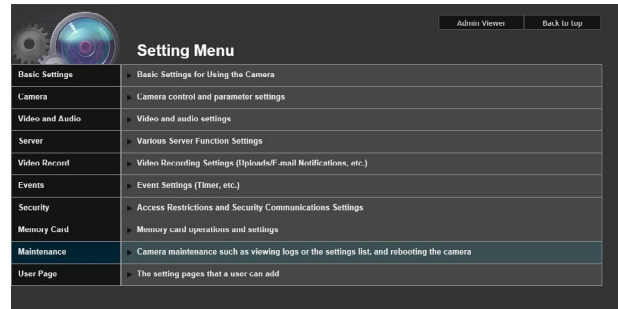 Admin Viewer Back to top
Setting Menu
Basic Settings Basic Settings for Using the Camera
Camera Camera control and parameter settings
Video and Audio Video and audio settings
Server Various Server Function Settings
Video Record Video Recording Settings (Uploads/E-mail Notifications, etc.)
Events Event Settings (Timer, etc.)
Security Access Restrictions and Security Communications Settings
Memory Card Memory card operations and settings
Maintenance Camera maintenance such as viewing logs or the settings list, and rebooting the camera
User Page The setting pages that a user can add